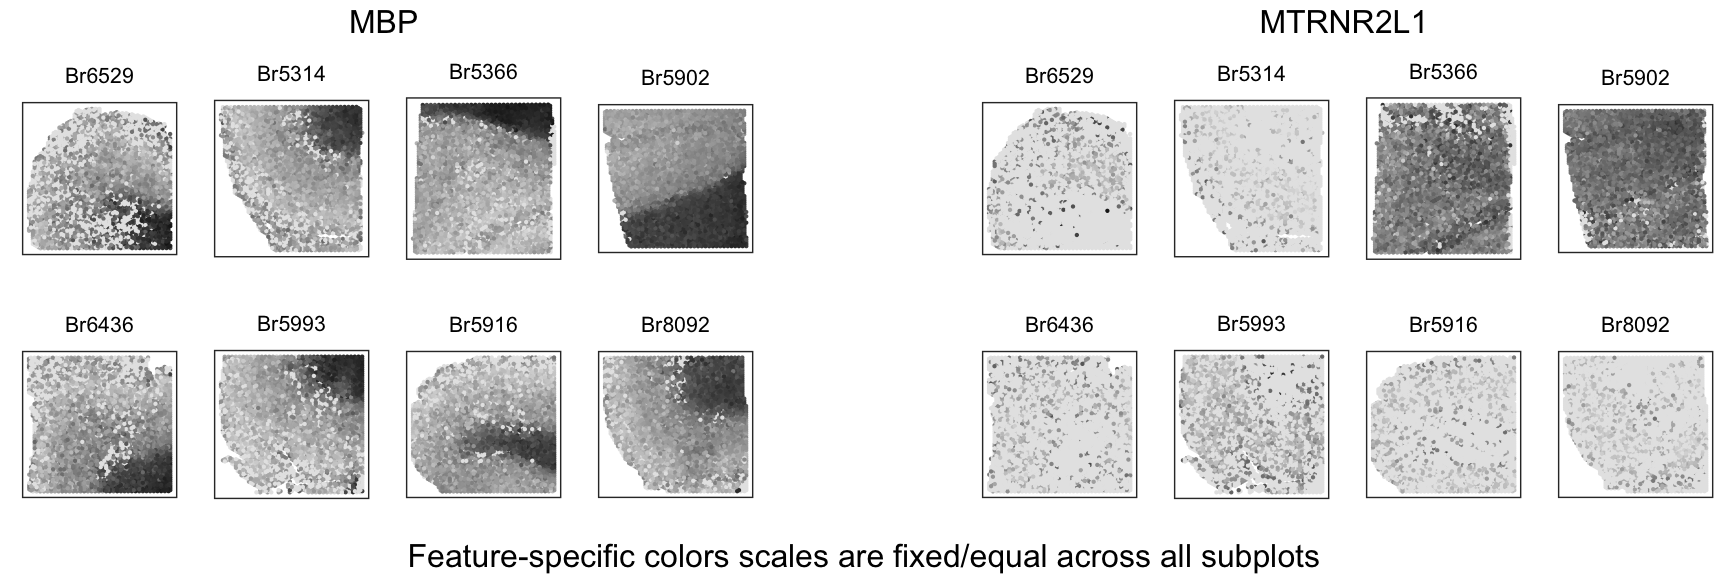 MBP
Br6529
Br5314
Br5366
Br5902
Br6436
Br5993
Br5916
Br8092
MTRNR2L1
Br6529
Br5314
Br5366
Br5902
Br6436
Br5993
Br5916
Br8092
Feature-specific colors scales are fixed/equal across all subplots